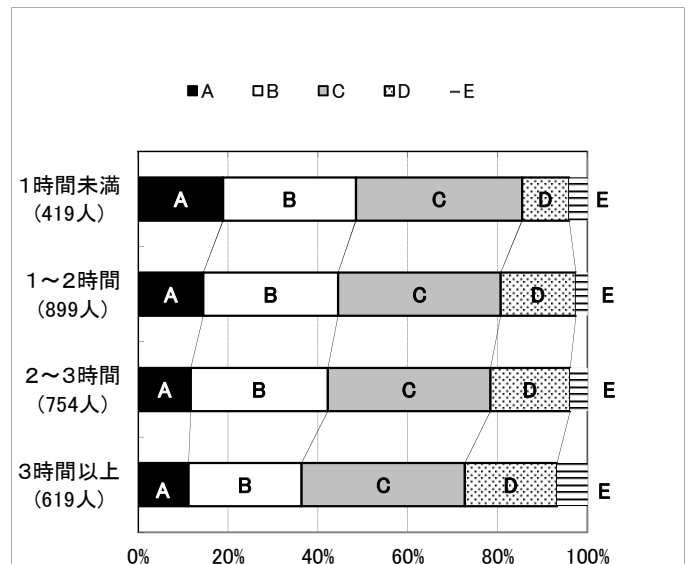 ■A □B ■C D －E
1時間未満
(419人)
A B C D E
1～2時間
(899人)
A B C D E
2～3時間
(754人)
A B C D E
3時間以上
(619人)
A B C D E
0% 20% 40% 60% 80% 100%